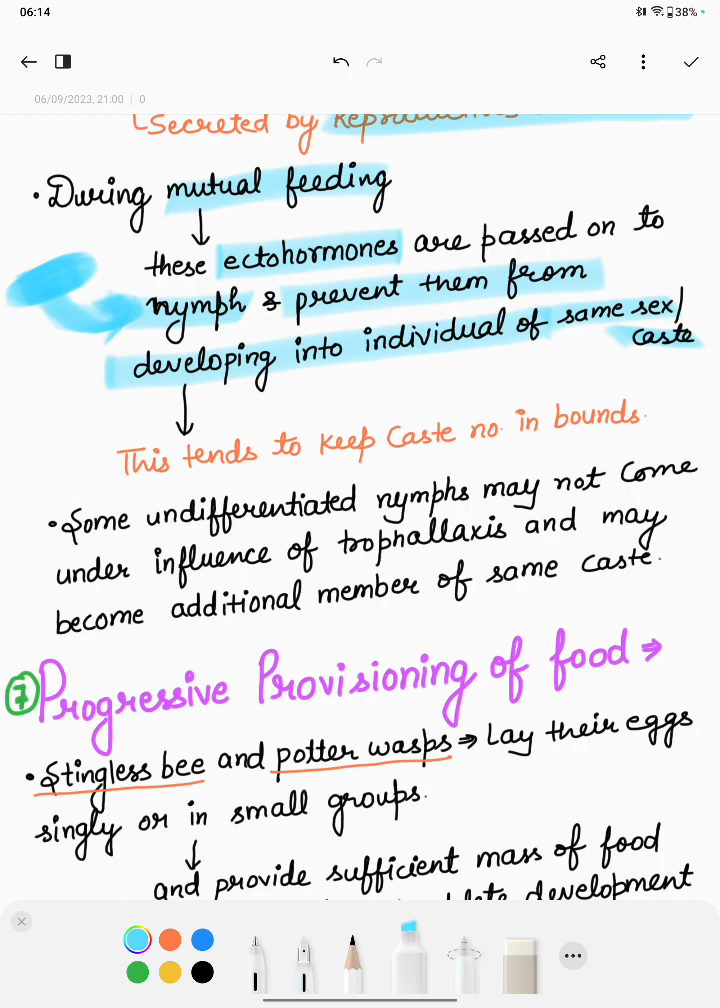 06:14
38%
06/09/2023, 21:00 | 0
Secreted by Reproductives
• During mutual feeding
↓
these ectohormones are passed on to
nymph & prevent them from
developing into individual of same sex/
caste
↓
This tends to keep Caste no. in bounds.
• Some undifferentiated nymphs may not come
under influence of trophallaxis and may
become additional member of same caste.
⑦ Progressive Provisioning of food ⇒
• Stingless bee and potter wasps ⇒ Lay their eggs
singly or in small groups.
↓
and provide sufficient mass of food
development